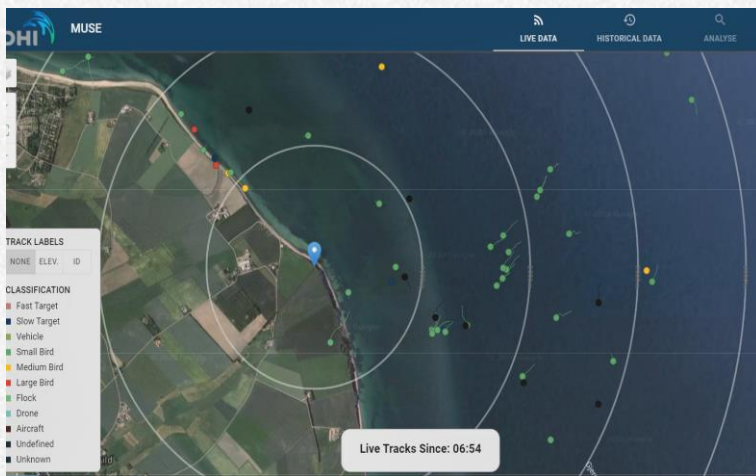 DHI
MUSE
LIVE DATA
HISTORICAL DATA
ANALYSE
TRACK LABELS
NONE ELEV. ID
CLASSIFICATION
Fast Target
Slow Target
Vehicle
Small Bird
Medium Bird
Large Bird
Flock
Drone
Aircraft
Undefined
Unknown
Live Tracks Since: 06:54